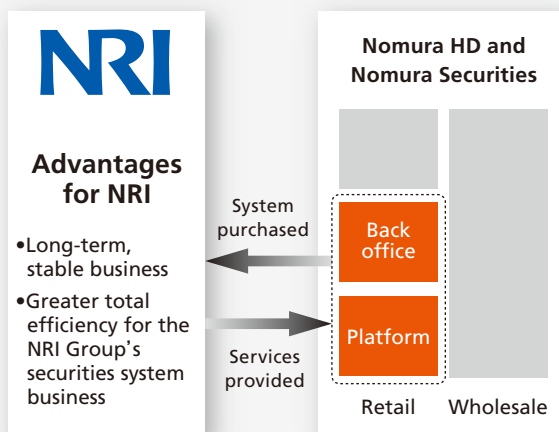 NRI
Advantages
for NRI
•Long-term,
stable business
•Greater total
efficiency for the
NRI Group's
securities system
business
System
purchased
Services
provided
Nomura HD and
Nomura Securities
Back
office
Platform
Retail
Wholesale